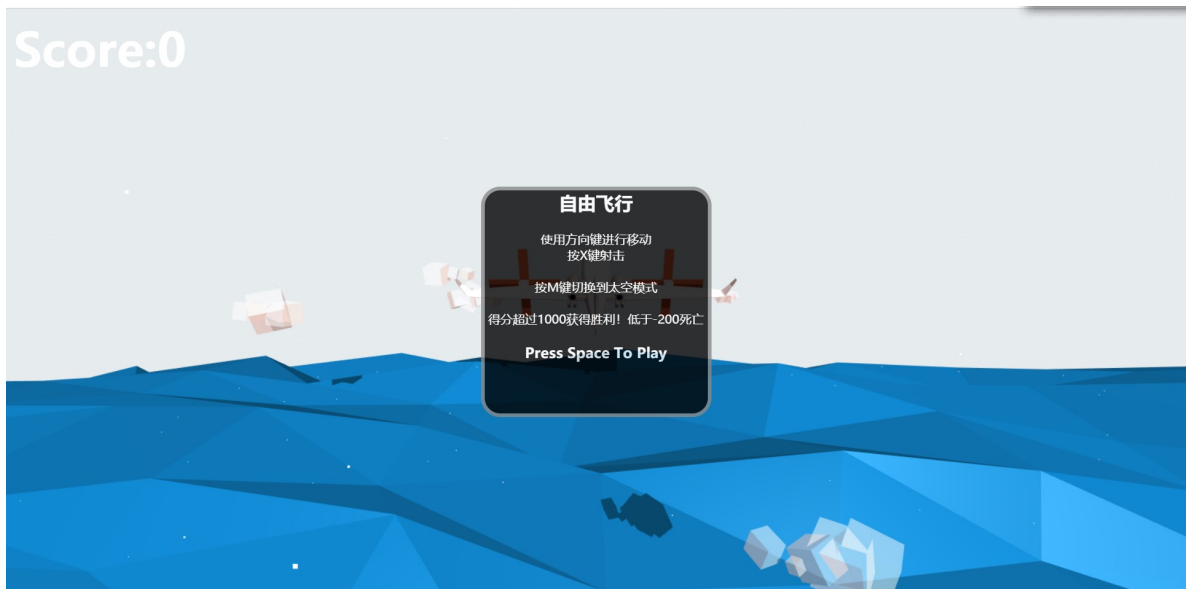 Score:0
自由飞行
使用方向键进行移动
按X键射击
按M键切换到太空模式
得分超过1000获得胜利！低于-200死亡
Press Space To Play